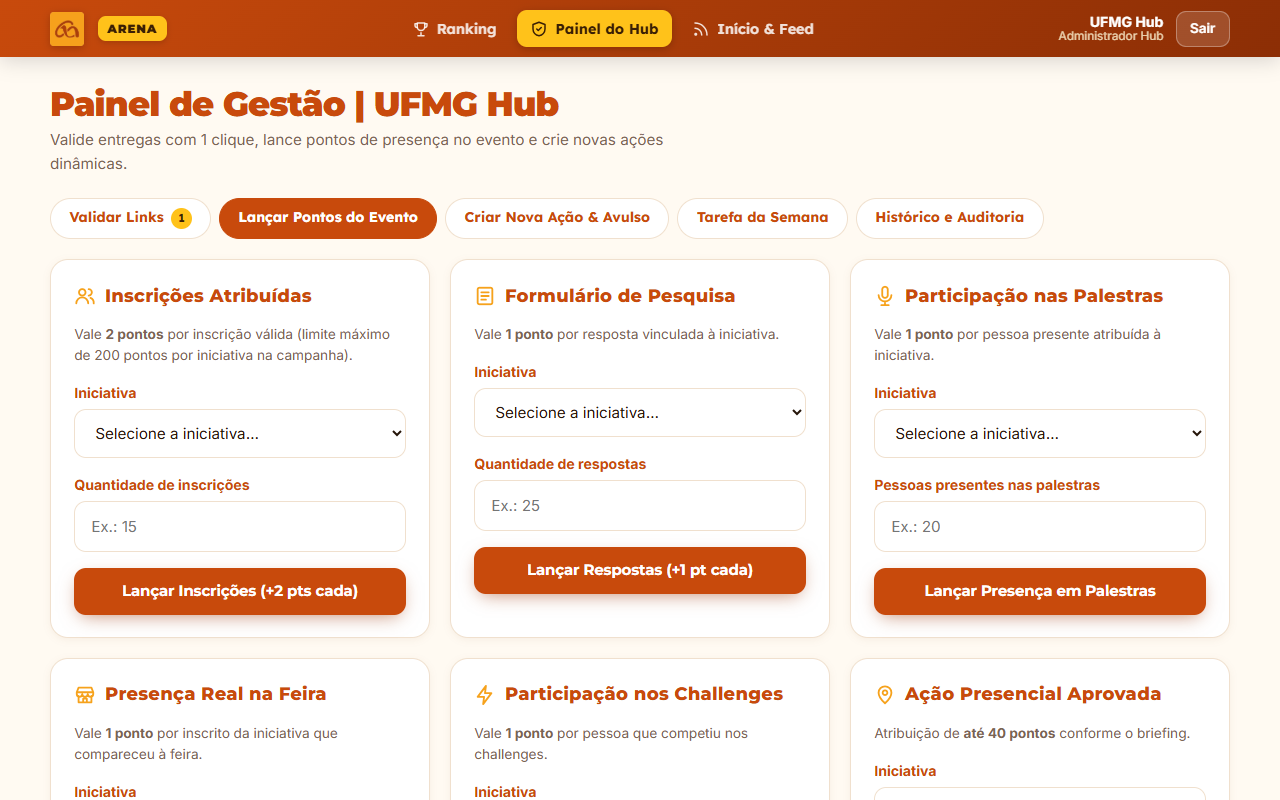 ARENA
Ranking
Painel do Hub
Início & Feed
UFMG Hub
Administrador Hub
Sair
Painel de Gestão | UFMG Hub
Valide entregas com 1 clique, lance pontos de presença no evento e crie novas ações
dinâmicas.
Validar Links 1
Lançar Pontos do Evento
Criar Nova Ação & Avulso
Tarefa da Semana
Histórico e Auditoria
Inscrições Atribuídas
Vale 2 pontos por inscrição válida (limite máximo
de 200 pontos por iniciativa na campanha).
Iniciativa
Selecione a iniciativa...
Quantidade de inscrições
Ex.: 15
Lançar Inscrições (+2 pts cada)
Formulário de Pesquisa
Vale 1 ponto por resposta vinculada à iniciativa.
Iniciativa
Selecione a iniciativa...
Quantidade de respostas
Ex.: 25
Lançar Respostas (+1 pt cada)
Participação nas Palestras
Vale 1 ponto por pessoa presente atribuída à
iniciativa.
Iniciativa
Selecione a iniciativa...
Pessoas presentes nas palestras
Ex.: 20
Lançar Presença em Palestras
Presença Real na Feira
Vale 1 ponto por inscrito da iniciativa que
compareceu à feira.
Iniciativa
Participação nos Challenges
Vale 1 ponto por pessoa que competiu nos
challenges.
Iniciativa
Ação Presencial Aprovada
Atribuição de até 40 pontos conforme o briefing.
Iniciativa